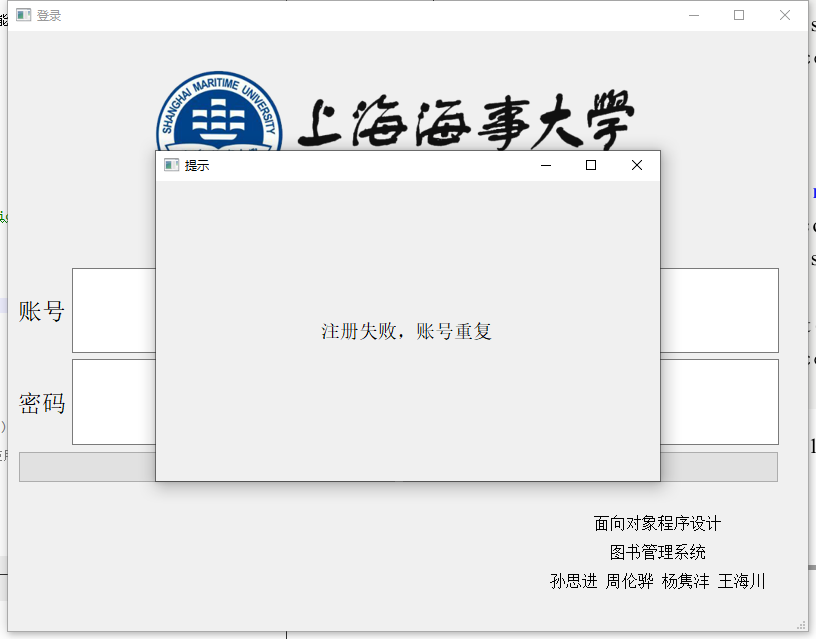 登录
SHANGHAI MARITIME UNIVERSITY
上海海事大学
提示
账号
注册失败，账号重复
密码
面向对象程序设计
图书管理系统
孙思进 周伦骅 杨隽沣 王海川